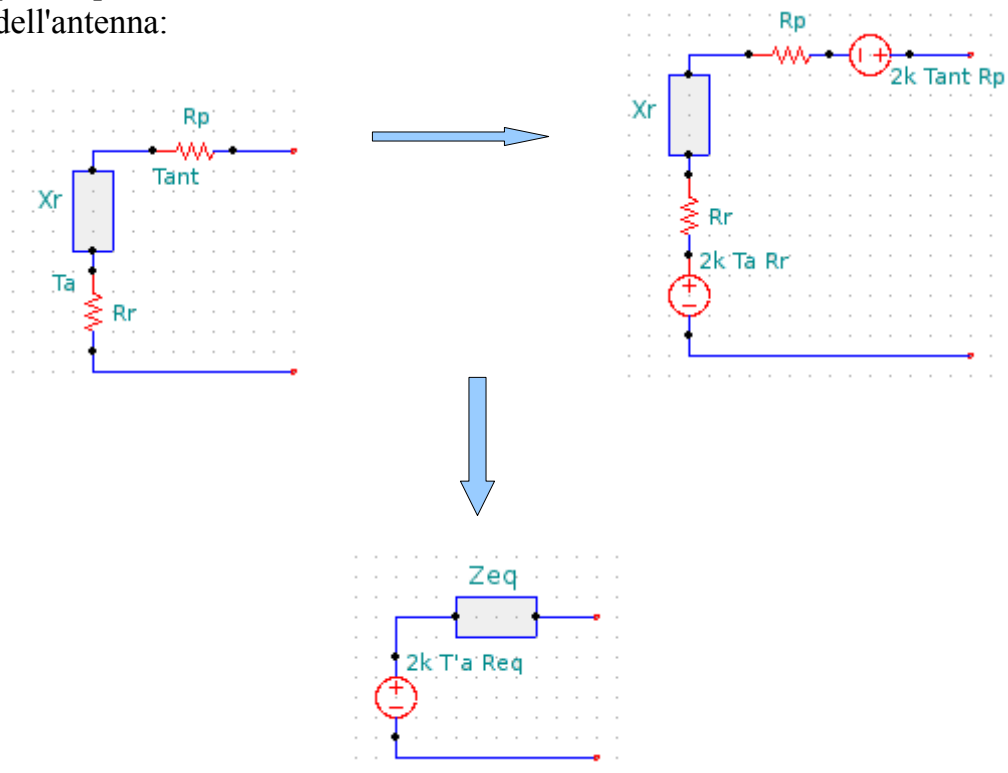 dell'antenna:
Rp
2k Tant Rp
Xr
Rr
2k Ta Rr
Rp
Tant
Xr
Ta
Rr
Zeq
2k T'a Req